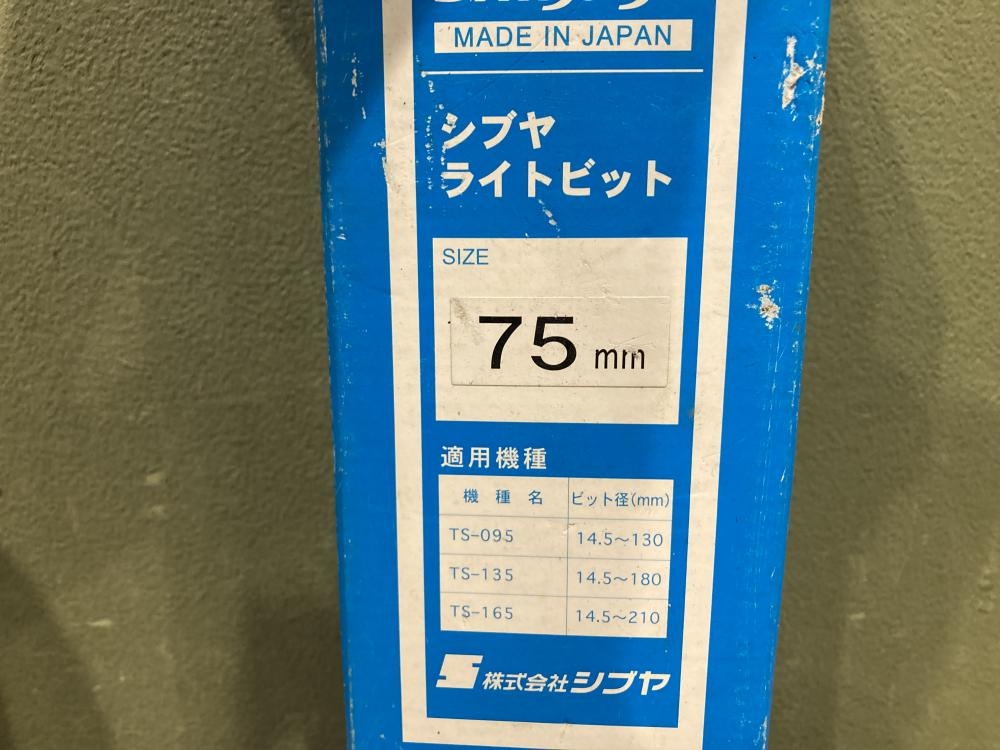 MADE IN JAPAN
シブヤ
ライトビット
SIZE
75 mm
適用機種
機種名 ビット径(mm)
TS-095 14.5〜130
TS-135 14.5〜180
TS-165 14.5〜210
株式会社シブヤ